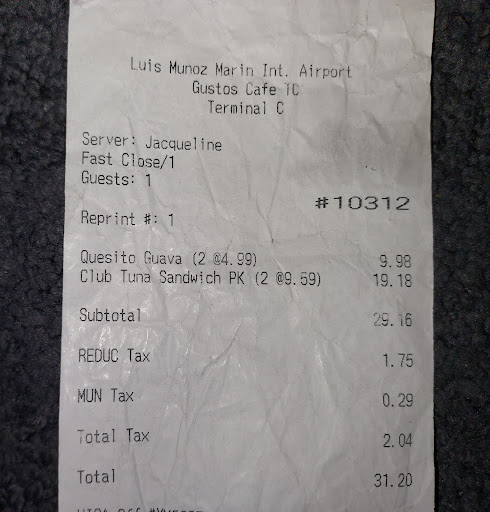 Luis Munoz Marin Int. Airport
Gustos Cafe TC
Terminal C
Server: Jacqueline
Fast Close/1
Guests: 1
#10312
Reprint #: 1
Quesito Guava (2 @4.99) 9.98
Club Tuna Sandwich PK (2 @9.59) 19.18
Subtotal 29.16
REDUC Tax 1.75
MUN Tax 0.29
Total Tax 2.04
Total 31.20